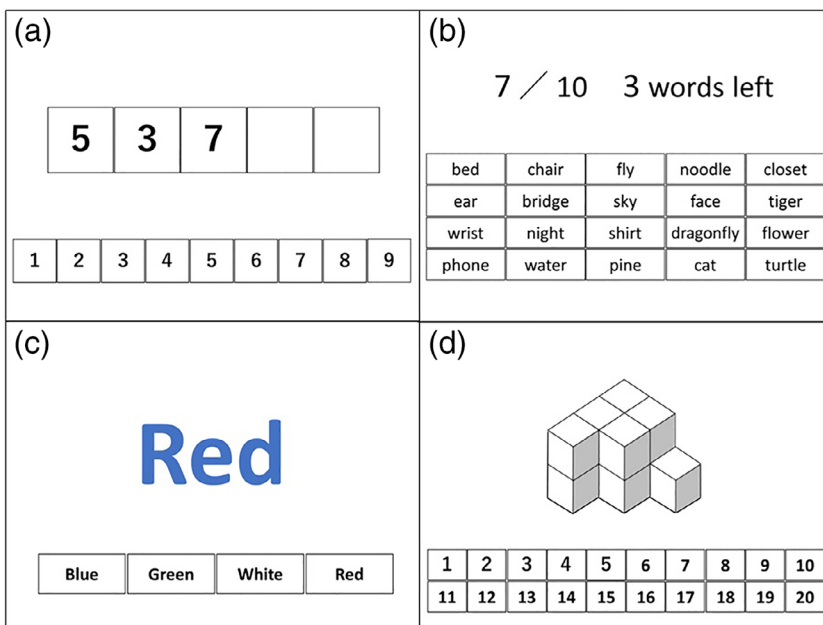 (a)
5 3 7
1 2 3 4 5 6 7 8 9
(b)
7 / 10 3 words left
bed chair fly noodle closet
ear bridge sky face tiger
wrist night shirt dragonfly flower
phone water pine cat turtle
(c)
Red
Blue Green White Red
(d)
1 2 3 4 5 6 7 8 9 10
11 12 13 14 15 16 17 18 19 20